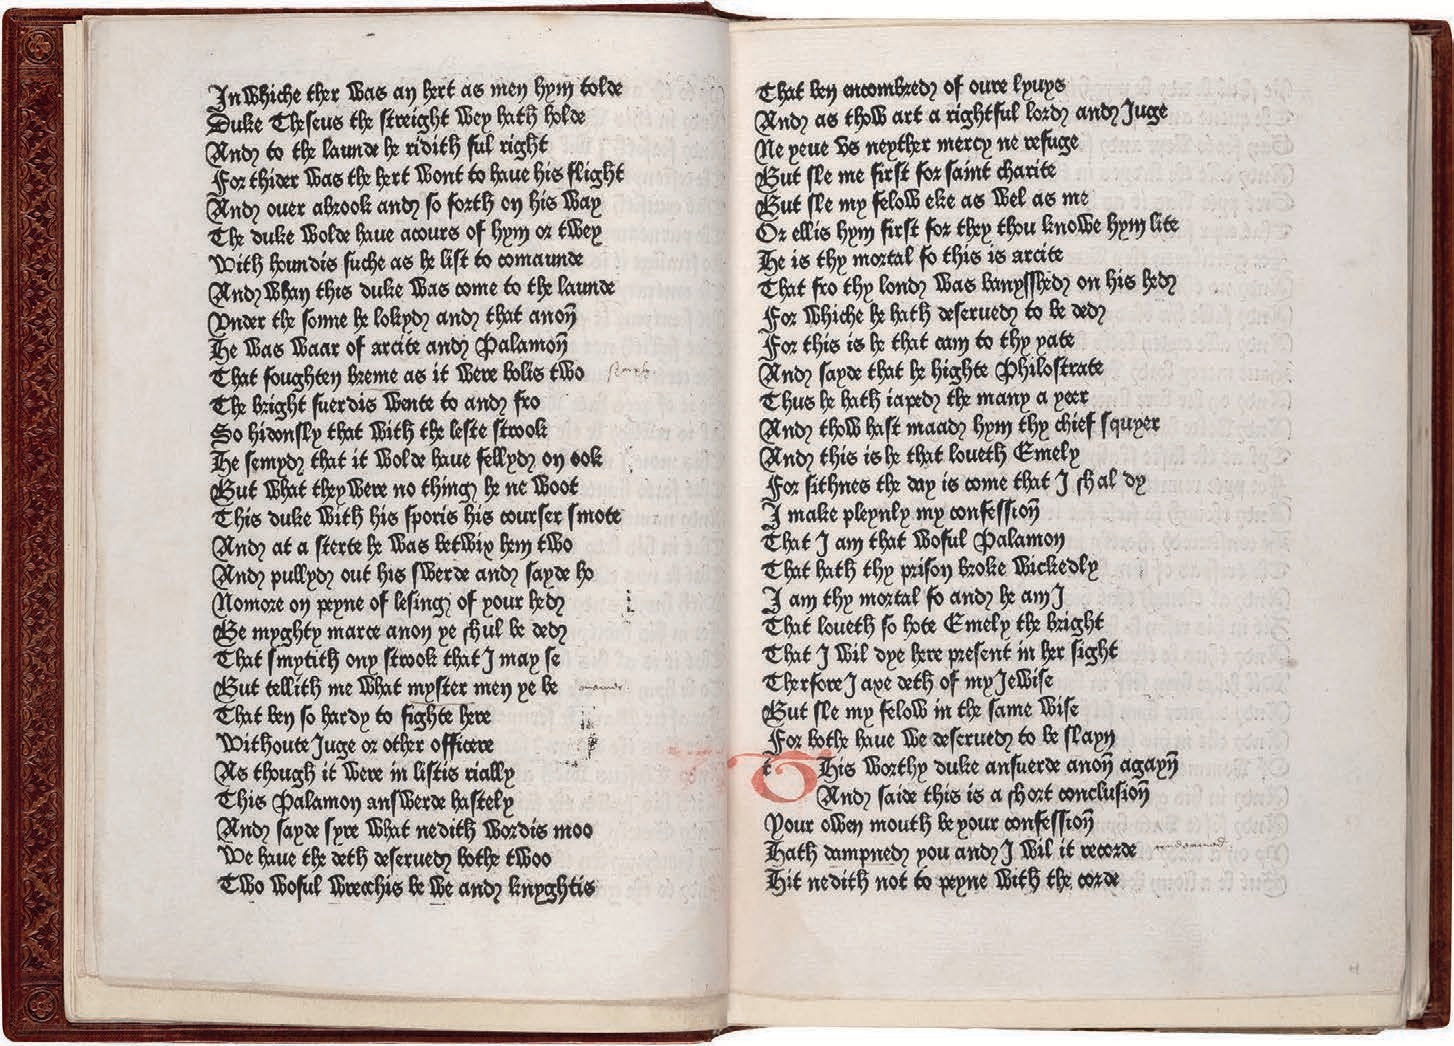 In whiche ther was an hert as men hym tolde
Duke Theseus the streight wey hath holde
And to the launde he ridith ful right
For thider was the hert wont to haue his flight
And ouer abrook and so forth on his way
The duke wolde haue acours of hym or twey
With houndis suche as he list to comaunde
And whan this duke was come to the launde
Vnder the sonne he lokyd and that anon̄
He was waar of arcite and Palamon̄
That foughten breme as it were bolis two
The bright suerdis wente to and fro
So hidously that with the leste strook
He semyd that it wolde haue fellyd on ook
But what they were no thing he ne woot
This duke with his sporis his courser smote
And at a sterte he was betwix hem two
And pullyd out his swerde and sayde ho
Nomore on peyne of lesing of your hed
Be myghty marce anon ye shul be ded
That smytith ony strook that I may se
But tellith me what myster men ye be
That ben so hardy to fighte here
Withoute Juge or other officere
As though it were in listis rially
This Palamon answerde hastely
And sayde syre what nedith wordis moo
We haue the deth deserued bothe twoo
Two woful wrecchis be we and knyghtis
That ben encombred of oure lyuys
And as thow art a rightful lord and Juge
Ne yeue vs neyther mercy ne refuge
But sle me first for saint charite
But sle my felow eke as wel as me
Or ellis hym first for they thou knowe hym lite
He is thy mortal fo this is arcite
That fro thy lond was banysshed on his hed
For whiche he hath deserued to be ded
For this is he that cam to thy yate
And sayde that he highte Philostrate
Thus he hath iaped the many a yeer
And thow hast maad hym thy chief squyer
And this is he that loueth Emely
For sithnes the day is come that I shal dy
I make pleynly my confession̄
That I am that woful Palamon
That hath thy prison broke wickedly
I am thy mortal fo and he am I
That loueth so hote Emely the bright
That I wil dye here present in her sight
Therfore I axe deth of my Jewise
But sle my felow in the same wise
For bothe haue we deserued to be slayn
This worthy duke ansuerde anon̄ agayn̄
And saide this is a short conclusion̄
Your owen mouth be your confession̄
Hath dampned you and I wil it recorde
Hit nedith not to peyne with the corde